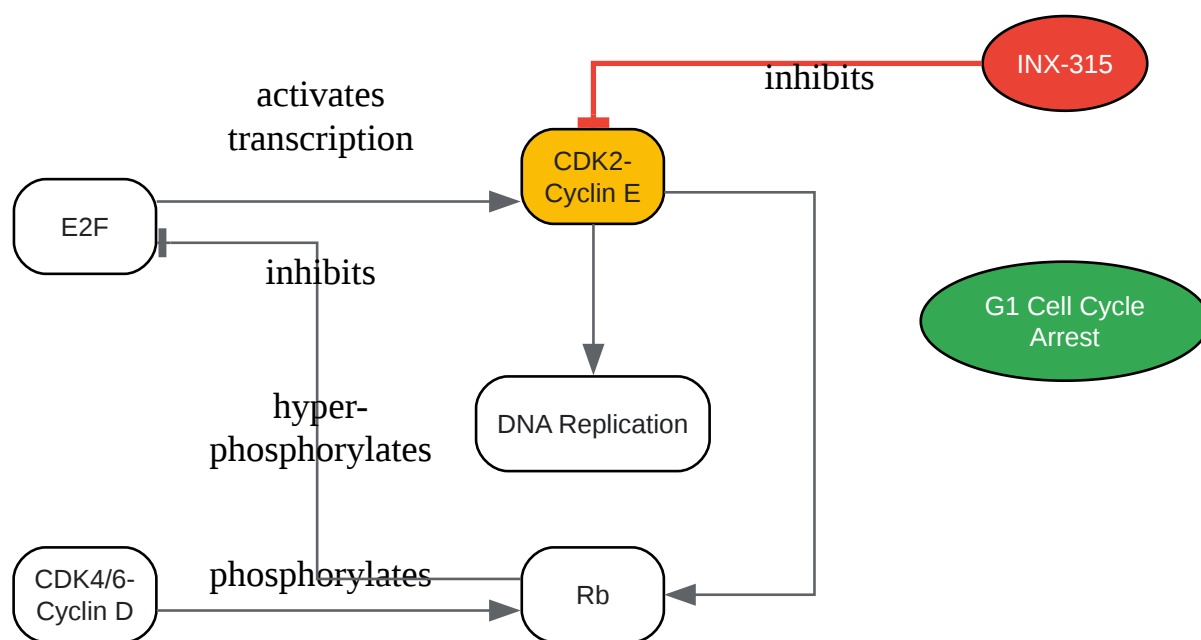 INX-315
inhibits
activates
transcription
CDK2-
Cyclin E
E2F
inhibits
G1 Cell Cycle
Arrest
hyper-
phosphorylates
DNA Replication
CDK4/6-
Cyclin D
phosphorylates
Rb